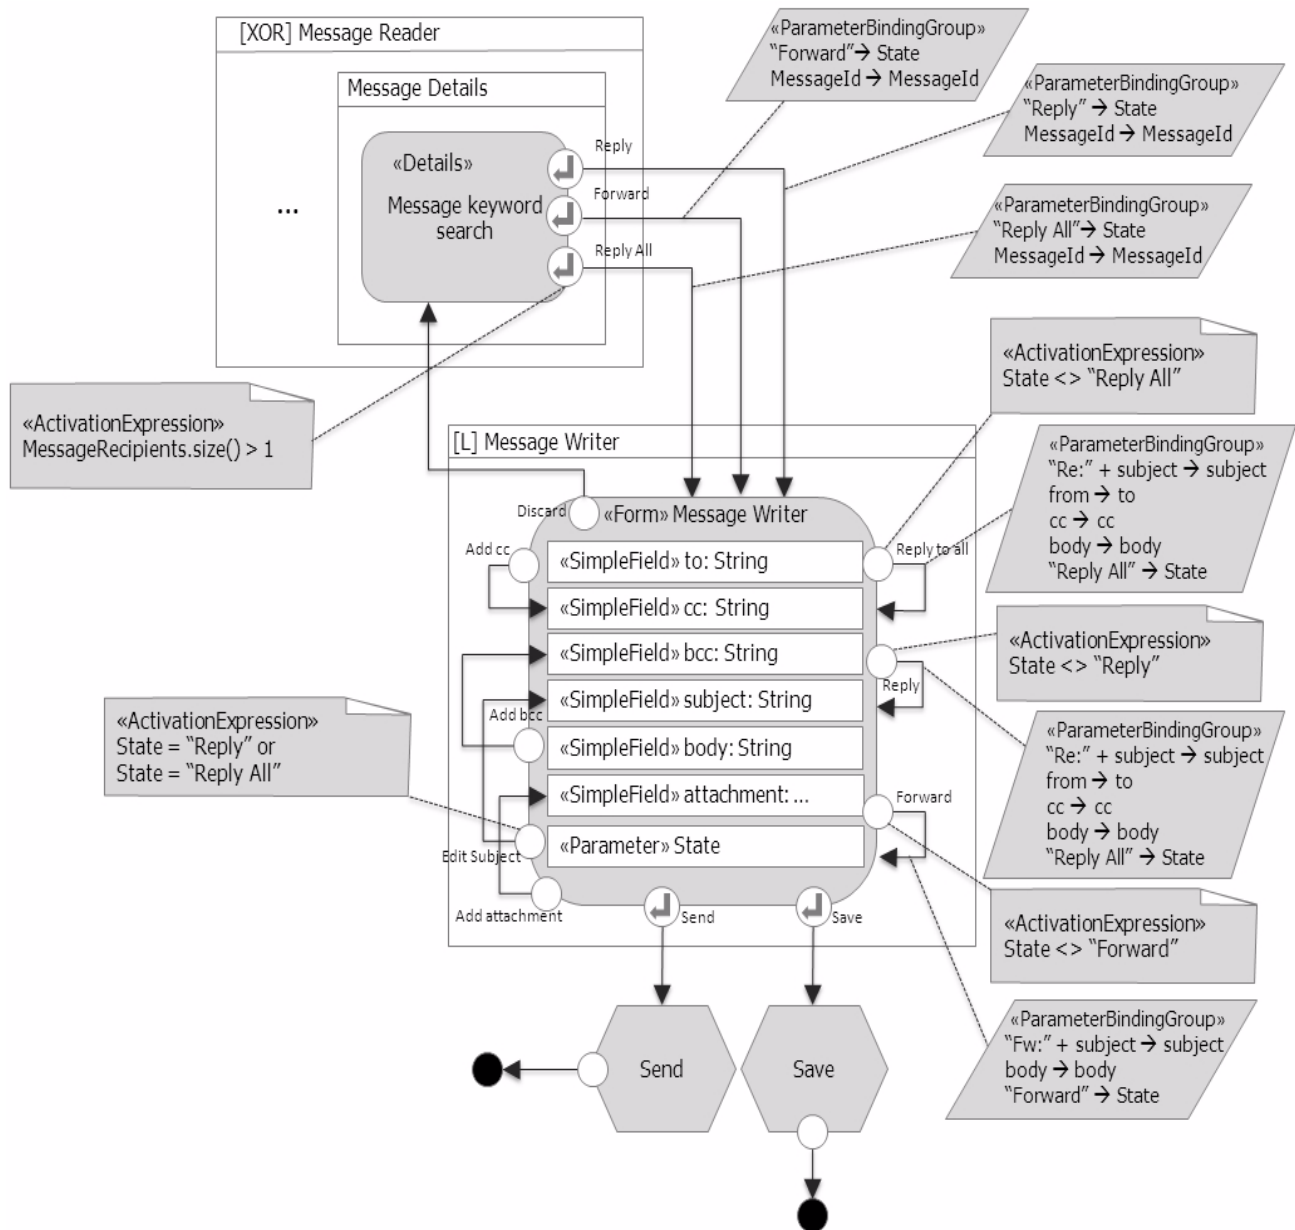 [XOR] Message Reader
Message Details
«Details»
Message keyword
search
...
Reply
Forward
Reply All
«ParameterBindingGroup»
“Forward”→ State
MessageId → MessageId
«ParameterBindingGroup»
“Reply” → State
MessageId → MessageId
«ParameterBindingGroup»
“Reply All”→ State
MessageId → MessageId
«ActivationExpression»
State <> “Reply All”
«ActivationExpression»
MessageRecipients.size() > 1
[L] Message Writer
Discard
«Form» Message Writer
Add cc
«SimpleField» to: String
Reply to all
«SimpleField» cc: String
«SimpleField» bcc: String
Reply
«SimpleField» subject: String
Add bcc
«SimpleField» body: String
«SimpleField» attachment: ...
Forward
«Parameter» State
Edit Subject
Add attachment
Send
Save
«ParameterBindingGroup»
“Re:” + subject → subject
from → to
cc → cc
body → body
“Reply All” → State
«ActivationExpression»
State <> “Reply”
«ActivationExpression»
State = “Reply” or
State = “Reply All”
«ParameterBindingGroup»
“Re:” + subject → subject
from → to
cc → cc
body → body
“Reply All” → State
«ActivationExpression»
State <> “Forward”
«ParameterBindingGroup»
“Fw:” + subject → subject
body → body
“Forward” → State
Send
Save